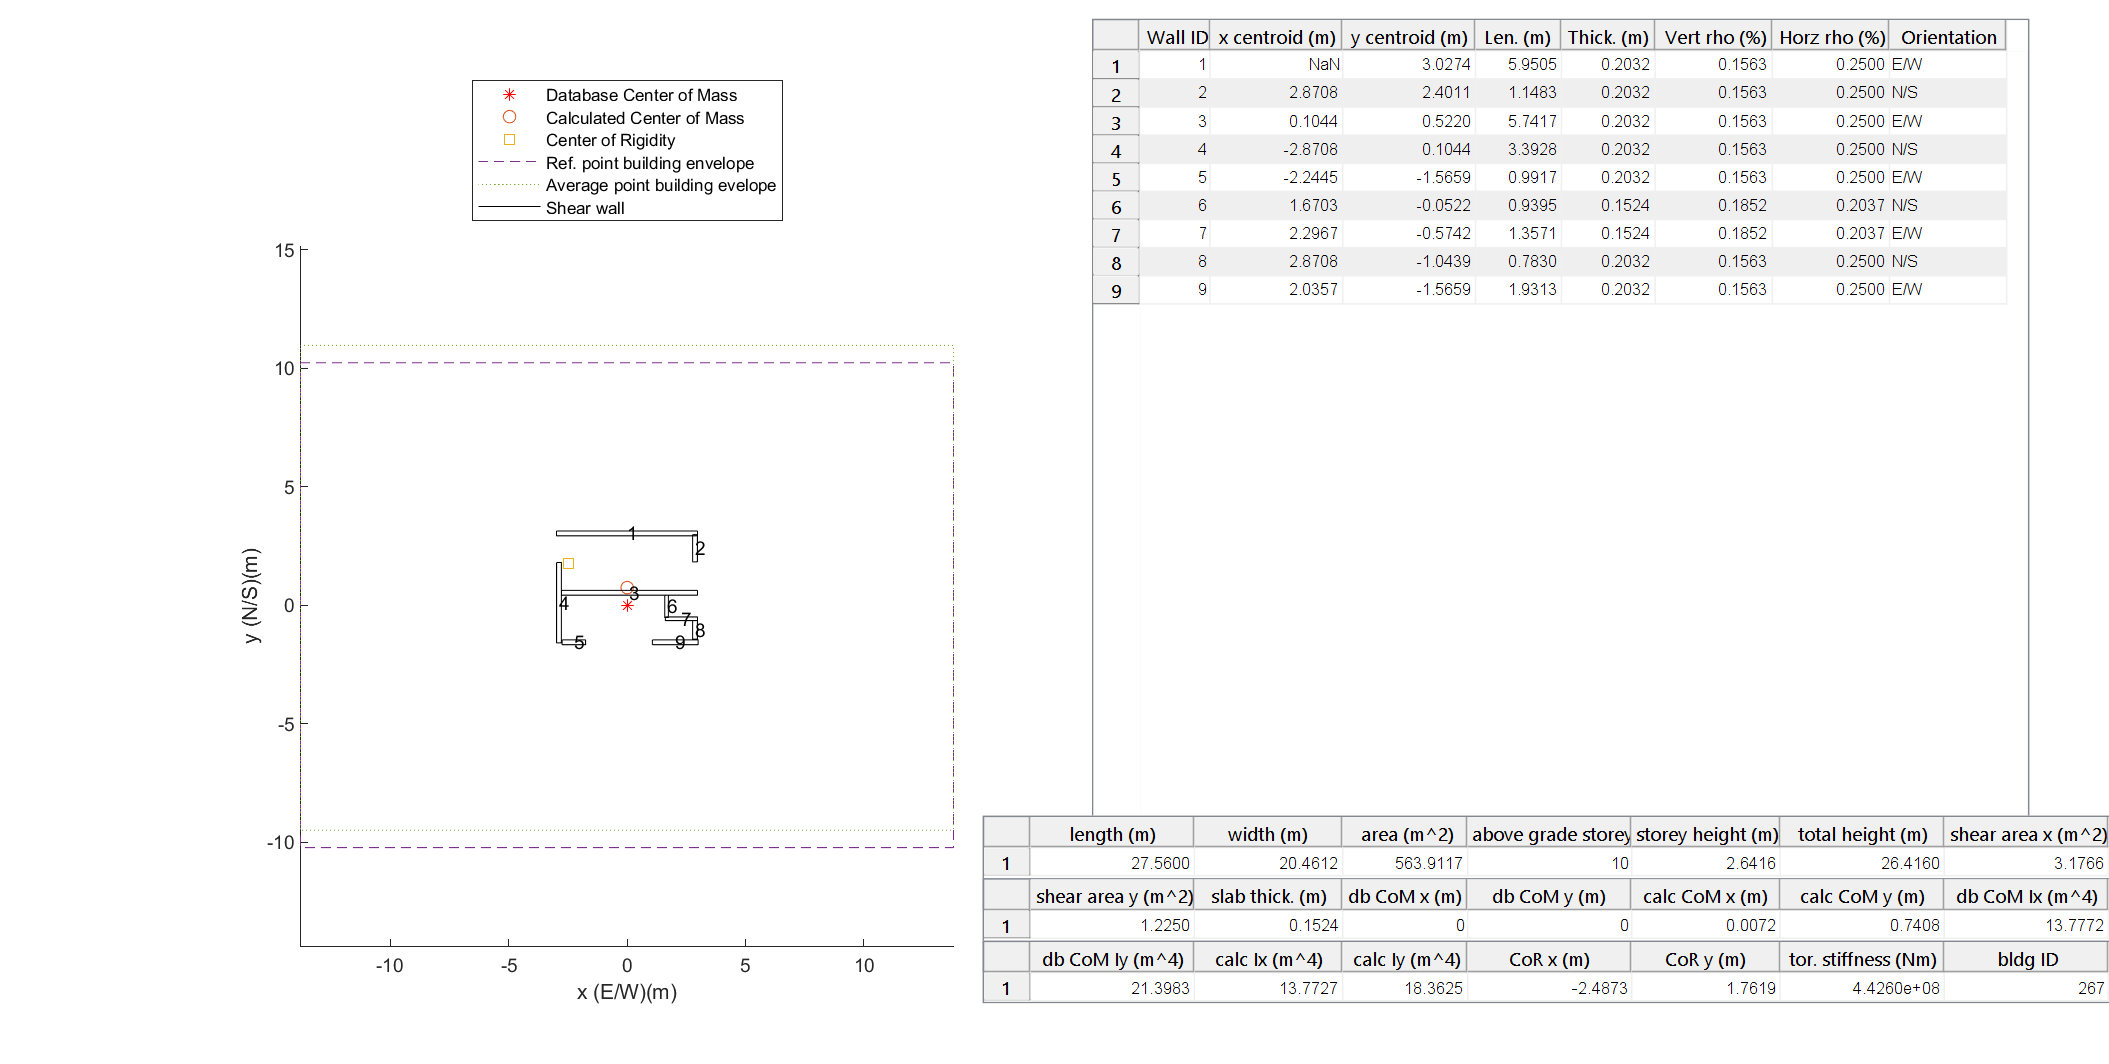 Database Center of Mass
Calculated Center of Mass
Center of Rigidity
Ref. point building envelope
Average point building evelope
Shear wall
15
10
5
0
-5
-10
y (N/S)(m)
-10 -5 0 5 10
x (E/W)(m)
1
2
3
4
6
7
8
5
9
Wall ID x centroid (m) y centroid (m) Len. (m) Thick. (m) Vert rho (%) Horz rho (%) Orientation
1 1 NaN 3.0274 5.9505 0.2032 0.1563 0.2500 E/W
2 2 2.8708 2.4011 1.1483 0.2032 0.1563 0.2500 N/S
3 3 0.1044 0.5220 5.7417 0.2032 0.1563 0.2500 E/W
4 4 -2.8708 0.1044 3.3928 0.2032 0.1563 0.2500 N/S
5 5 -2.2445 -1.5659 0.9917 0.2032 0.1563 0.2500 E/W
6 6 1.6703 -0.0522 0.9395 0.1524 0.1852 0.2037 N/S
7 7 2.2967 -0.5742 1.3571 0.1524 0.1852 0.2037 E/W
8 8 2.8708 -1.0439 0.7830 0.2032 0.1563 0.2500 N/S
9 9 2.0357 -1.5659 1.9313 0.2032 0.1563 0.2500 E/W
length (m) width (m) area (m^2) above grade storey storey height (m) total height (m) shear area x (m^2)
1 27.5600 20.4612 563.9117 10 2.6416 26.4160 3.1766
shear area y (m^2) slab thick. (m) db CoM x (m) db CoM y (m) calc CoM x (m) calc CoM y (m) db CoM Ix (m^4)
1 1.2250 0.1524 0 0 0.0072 0.7408 13.7772
db CoM Iy (m^4) calc Ix (m^4) calc Iy (m^4) CoR x (m) CoR y (m) tor. stiffness (Nm) bldg ID
1 21.3983 13.7727 18.3625 -2.4873 1.7619 4.4260e+08 267